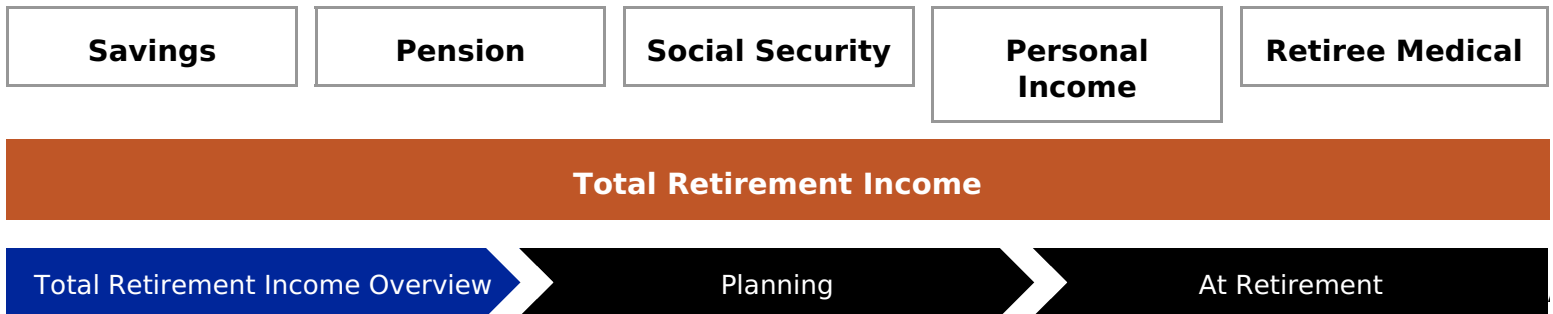 Savings
Pension
Social Security
Personal
Income
Retiree Medical
Total Retirement Income
Total Retirement Income Overview
Planning
At Retirement